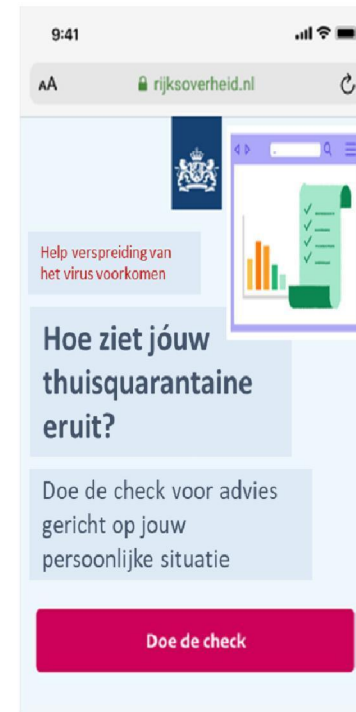 9:41
AA rijksoverheid.nl
Help verspreiding van
het virus voorkomen
Hoe ziet jóuw
thuisquarantaine
eruit?
Doe de check voor advies
gericht op jouw
persoonlijke situatie
Doe de check